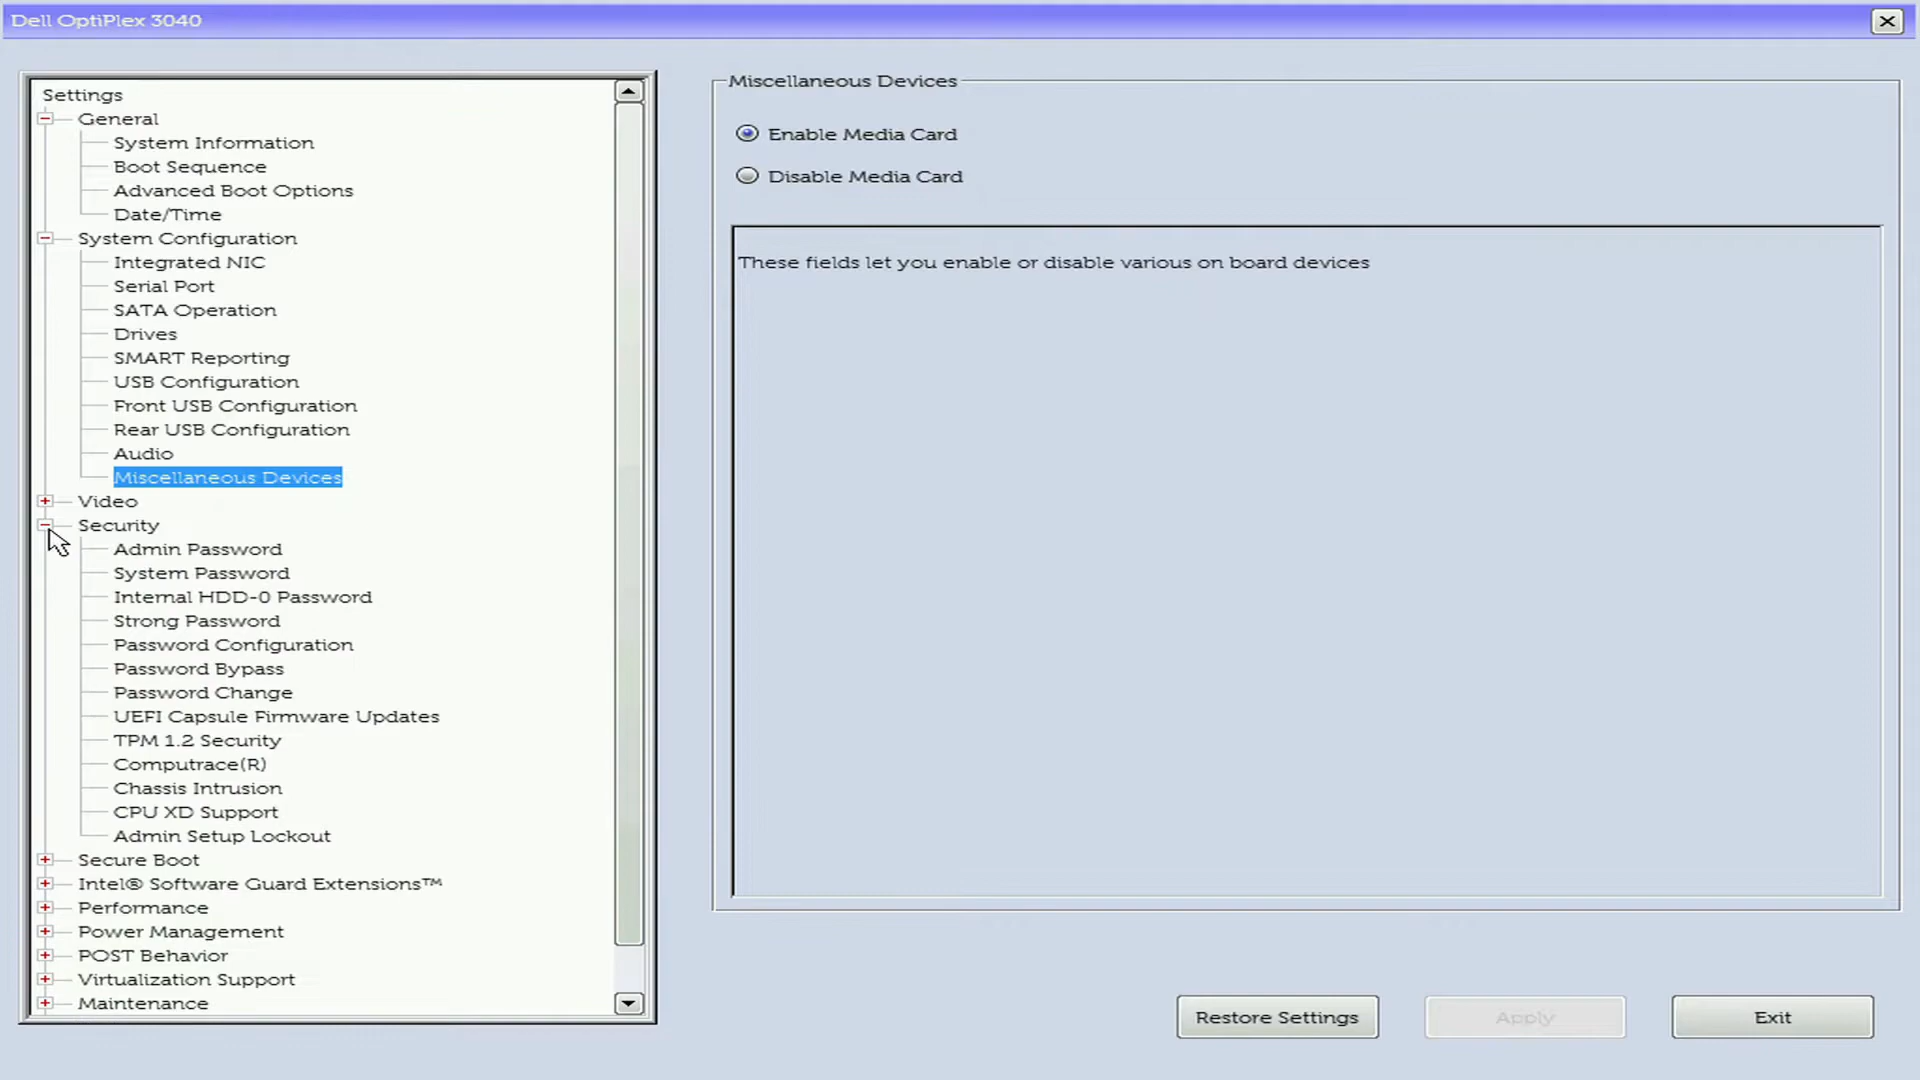 Dell OptiPlex 3040
Settings
General
System Information
Boot Sequence
Advanced Boot Options
Date/Time
System Configuration
Integrated NIC
Serial Port
SATA Operation
Drives
SMART Reporting
USB Configuration
Front USB Configuration
Rear USB Configuration
Audio
Miscellaneous Devices
Video
Security
Admin Password
System Password
Internal HDD-0 Password
Strong Password
Password Configuration
Password Bypass
Password Change
UEFI Capsule Firmware Updates
TPM 1.2 Security
Computrace(R)
Chassis Intrusion
CPU XD Support
Admin Setup Lockout
Secure Boot
Intel® Software Guard Extensions™
Performance
Power Management
POST Behavior
Virtualization Support
Maintenance
Miscellaneous Devices
Enable Media Card
Disable Media Card
These fields let you enable or disable various on board devices
Restore Settings
Apply
Exit